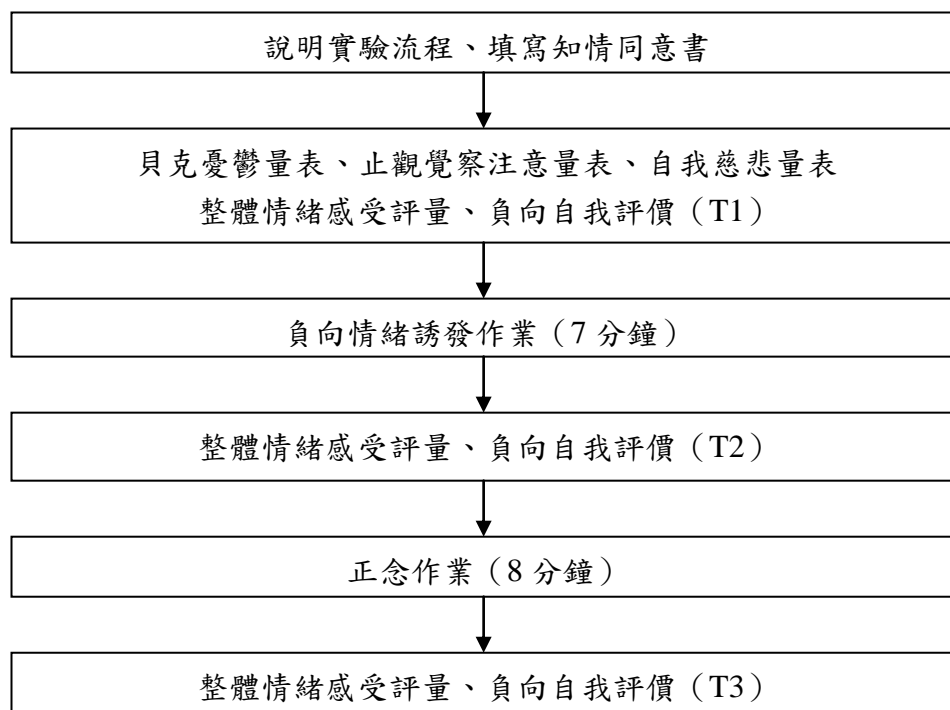 說明實驗流程、填寫知情同意書
貝克憂鬱量表、止觀覺察注意量表、自我慈悲量表
整體情緒感受評量、負向自我評價（T1）
負向情緒誘發作業（7 分鐘）
整體情緒感受評量、負向自我評價（T2）
正念作業（8 分鐘）
整體情緒感受評量、負向自我評價（T3）